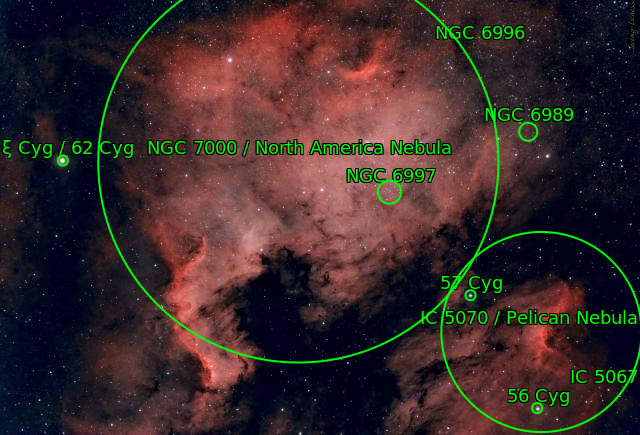 NGC 6996
NGC 6989
ξ Cyg / 62 Cyg
NGC 7000 / North America Nebula
NGC 6997
57 Cyg
IC 5070 / Pelican Nebula
IC 5067
56 Cyg